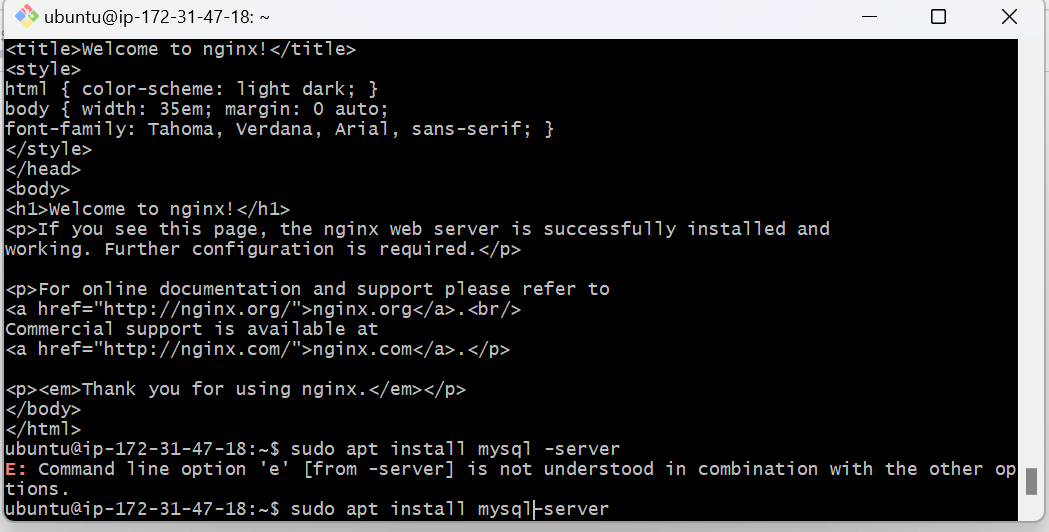 ubuntu@ip-172-31-47-18: ~
<title>Welcome to nginx!</title>
<style>
html { color-scheme: light dark; }
body { width: 35em; margin: 0 auto;
font-family: Tahoma, Verdana, Arial, sans-serif; }
</style>
</head>
<body>
<h1>Welcome to nginx!</h1>
<p>If you see this page, the nginx web server is successfully installed and
working. Further configuration is required.</p>
<p>For online documentation and support please refer to
<a href="http://nginx.org/">nginx.org</a>.<br/>
Commercial support is available at
<a href="http://nginx.com/">nginx.com</a>.</p>
<p><em>Thank you for using nginx.</em></p>
</body>
</html>
ubuntu@ip-172-31-47-18:~$ sudo apt install mysql -server
E: Command line option 'e' [from -server] is not understood in combination with the other op
tions.
ubuntu@ip-172-31-47-18:~$ sudo apt install mysql-server